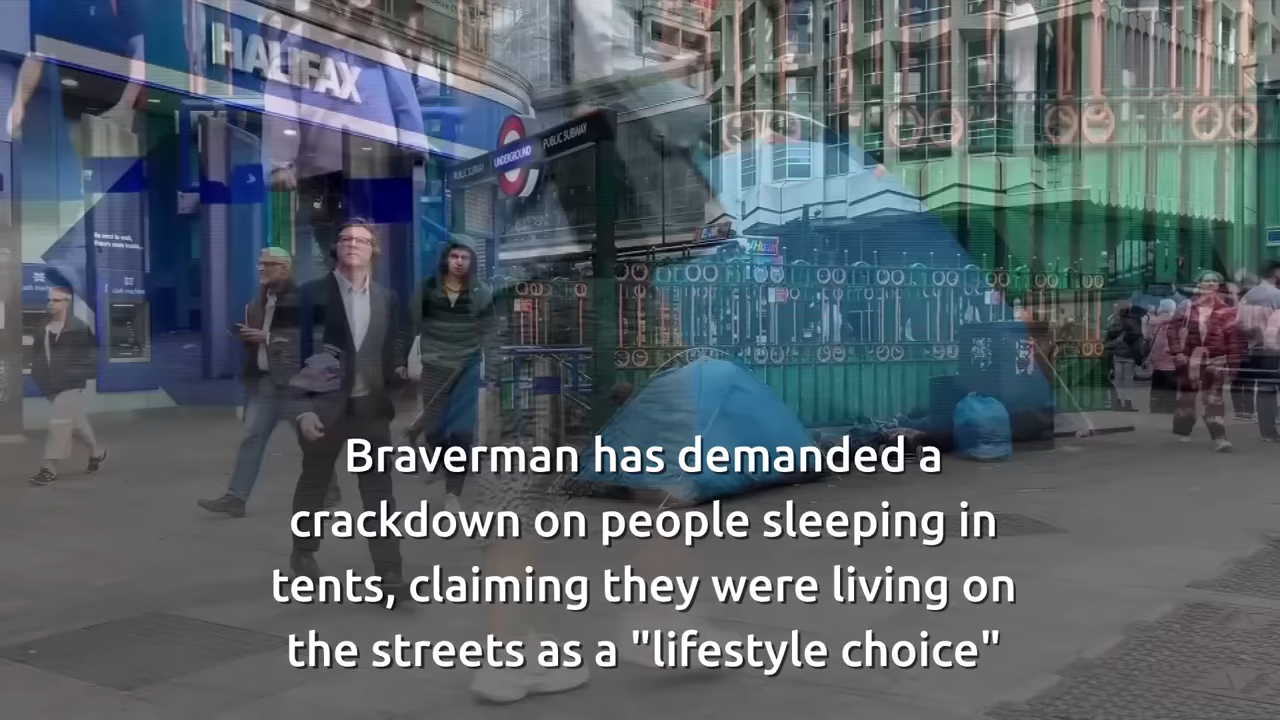 HALIFAX
PUBLIC SUBWAY
UNDERGROUND
PUBLIC SUBWAY
Braverman has demanded a
crackdown on people sleeping in
tents, claiming they were living on
the streets as a "lifestyle choice"